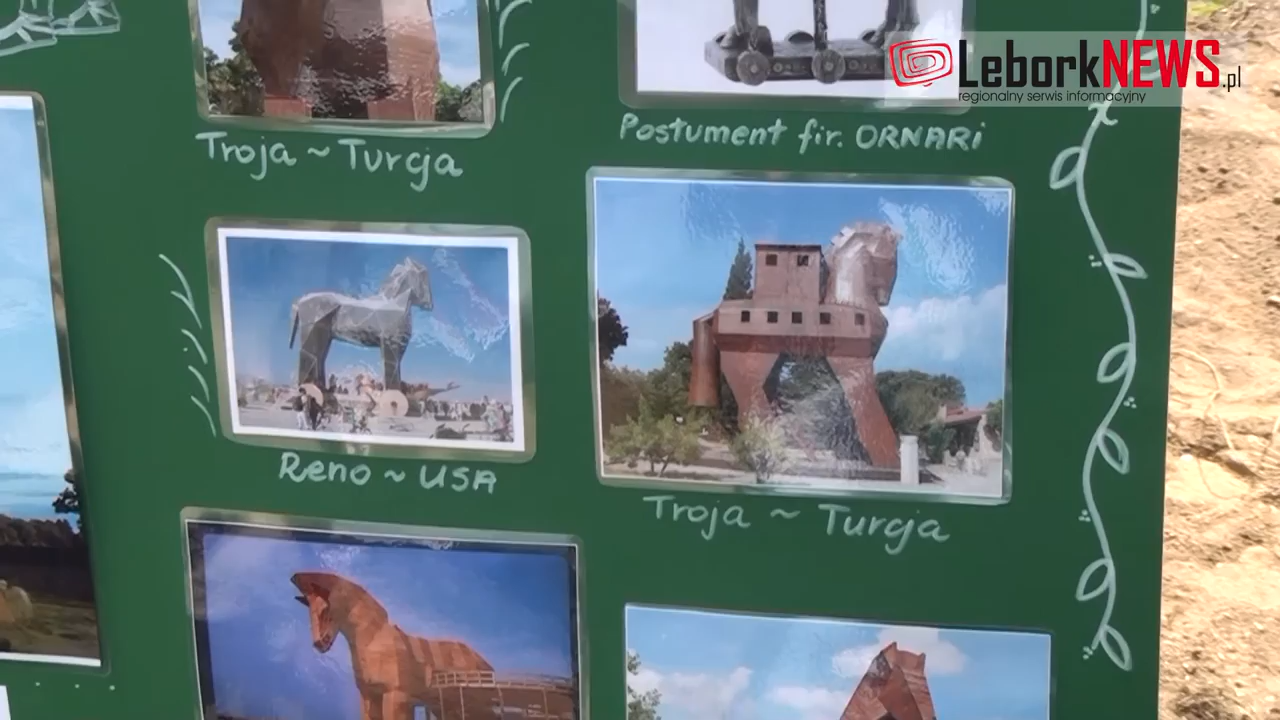 LeborkNEWS.pl
regionalny serwis informacyjny
Troja ~ Turcja
Postument fir. ORNARI
Reno ~ USA
Troja ~ Turcja